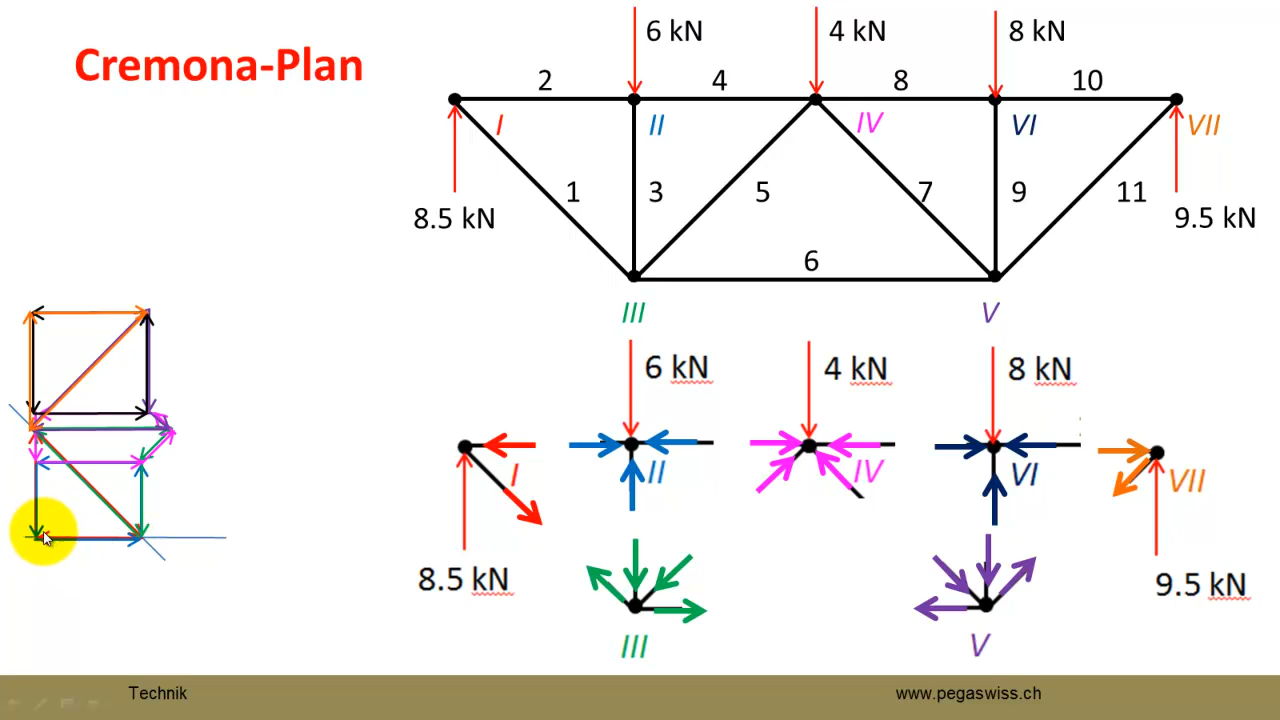 Cremona-Plan
6 kN
4 kN
8 kN
2
4
8
10
I
II
IV
VI
VII
1
3
5
7
9
11
8.5 kN
9.5 kN
6
III
V
6 kN
4 kN
8 kN
I
II
IV
VI
VII
8.5 kN
9.5 kN
III
V
Technik
www.pegaswiss.ch